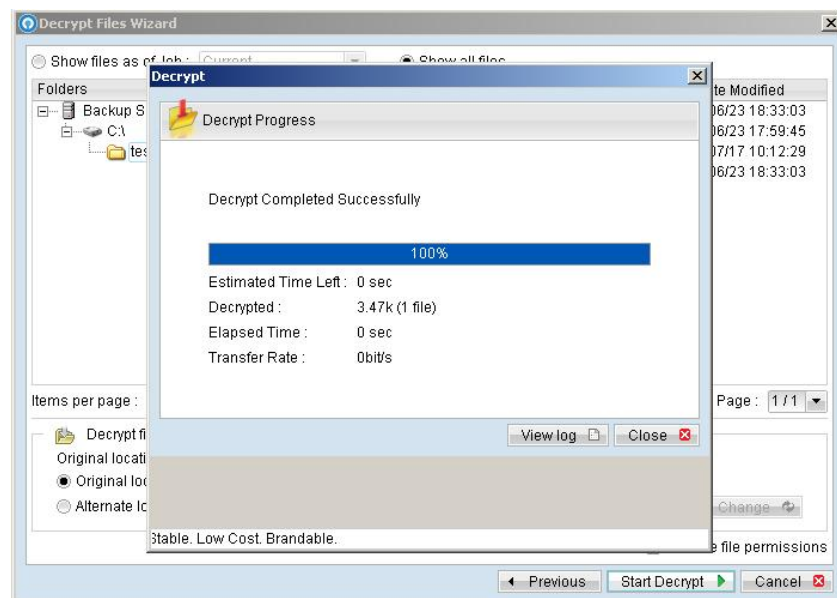 Decrypt Files Wizard
Show files as of Job : Current Show all files
Folders
Backup S
C:\
tes
Decrypt
Decrypt Progress
Decrypt Completed Successfully
100%
Estimated Time Left : 0 sec
Decrypted : 3.47k (1 file)
Elapsed Time : 0 sec
Transfer Rate : 0bit/s
View log
Close
Stable. Low Cost. Brandable.
te Modified
06/23 18:33:03
06/23 17:59:45
07/17 10:12:29
06/23 18:33:03
Items per page :
Page : 1 / 1
Decrypt fi
Original locati
Original loc
Alternate lo
Change
e file permissions
Previous
Start Decrypt
Cancel